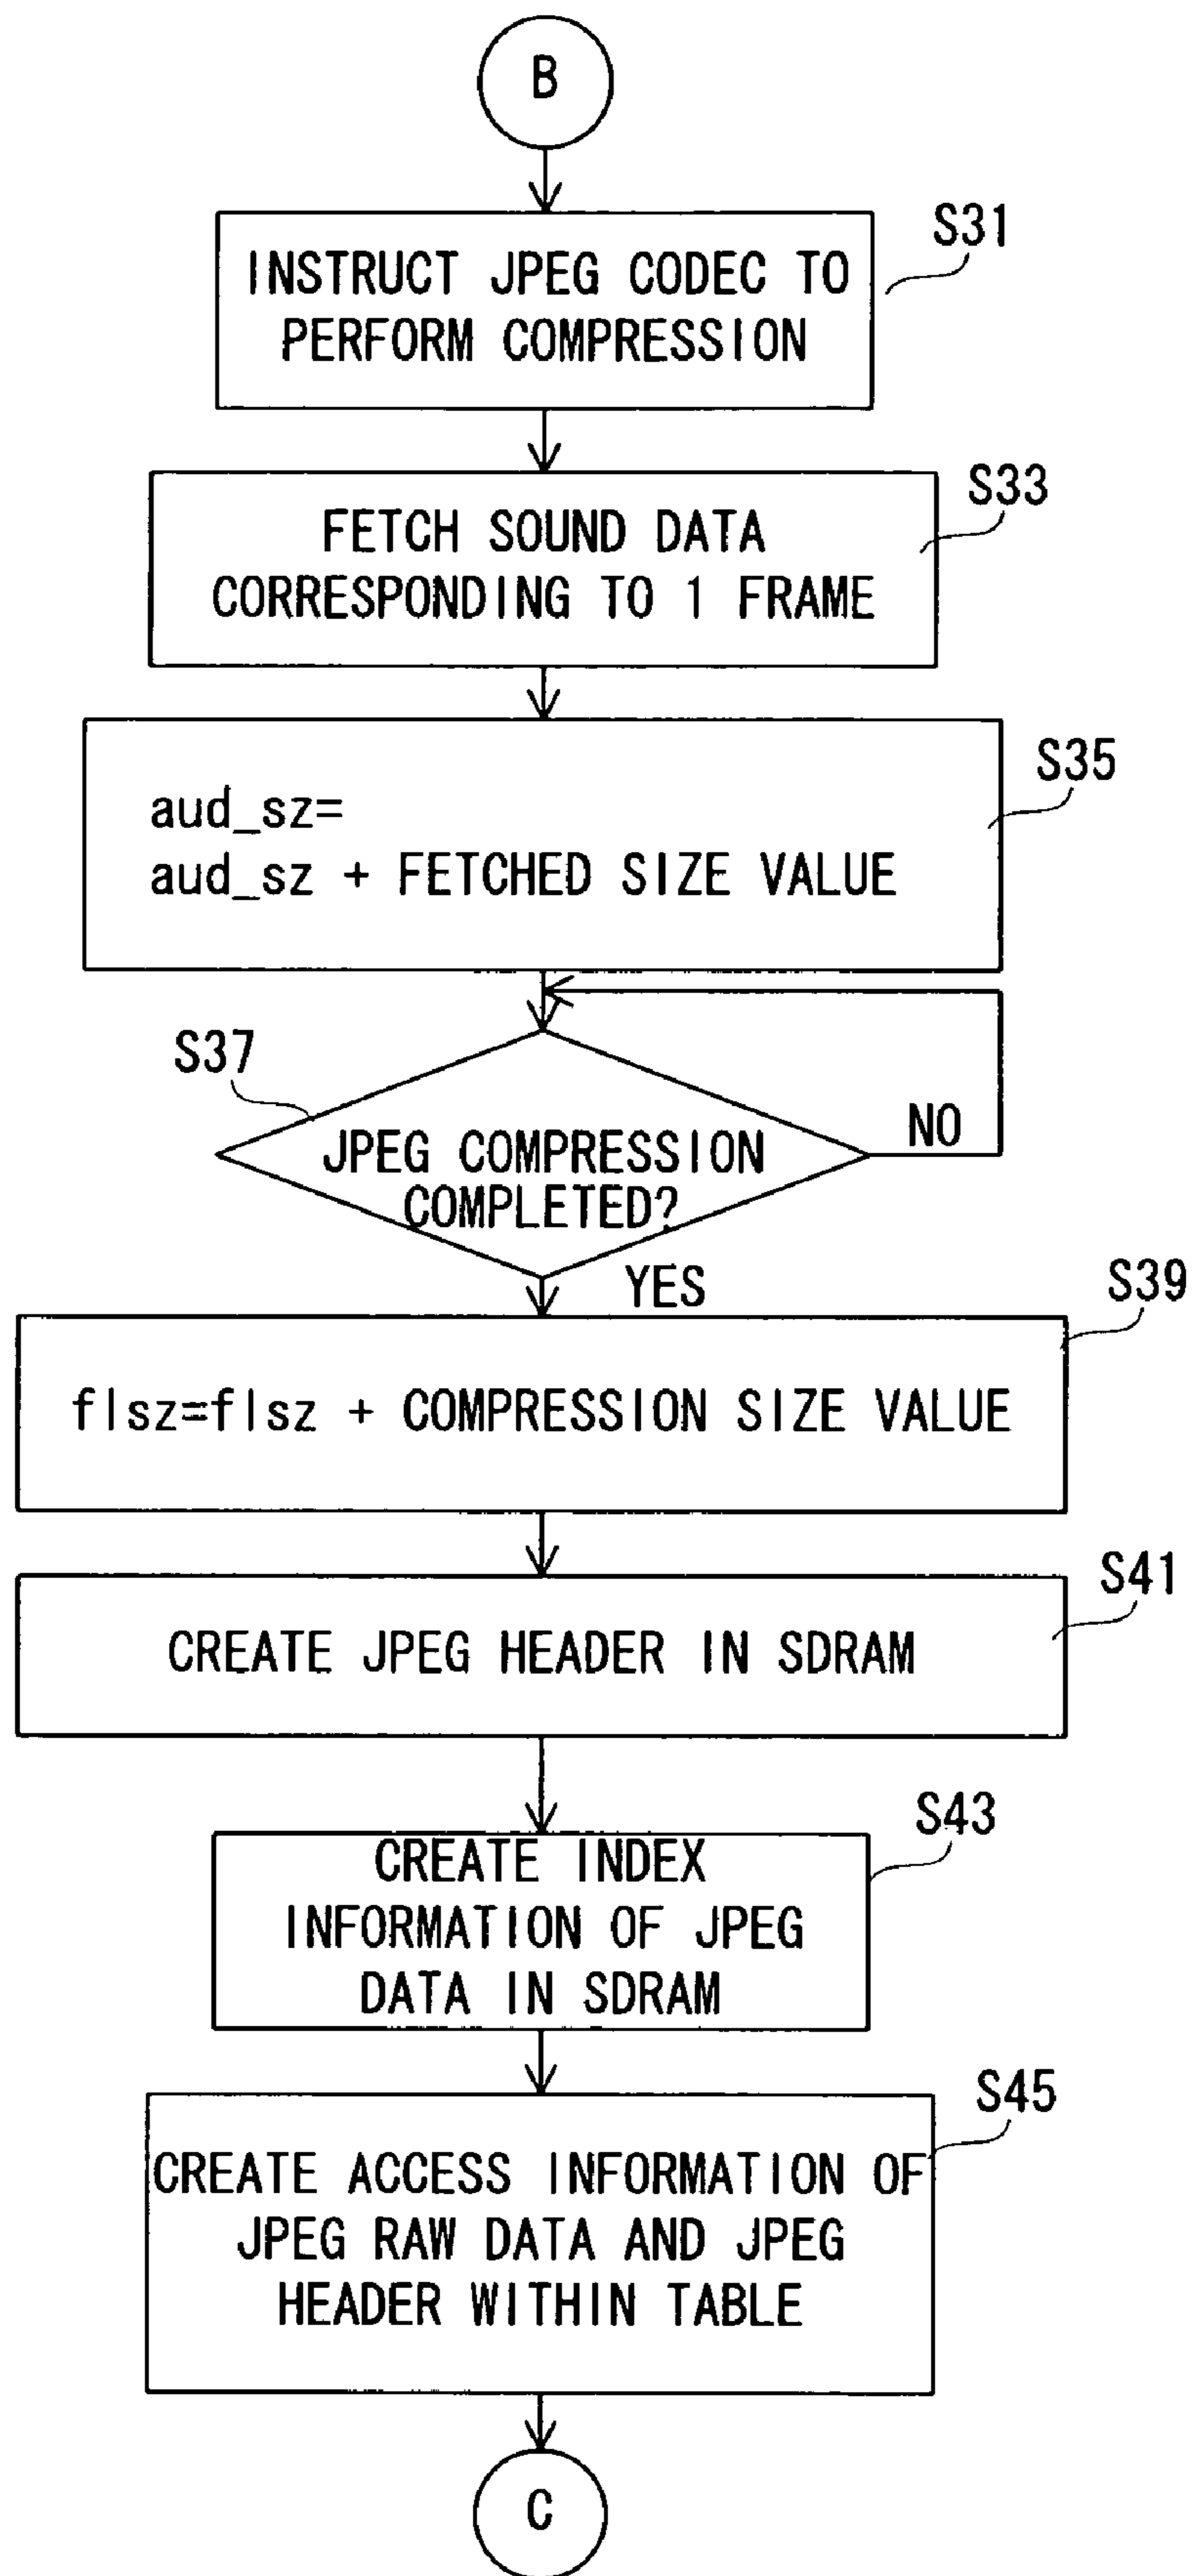 B
S31
INSTRUCT JPEG CODEC TO
PERFORM COMPRESSION
S33
FETCH SOUND DATA
CORRESPONDING TO 1 FRAME
S35
aud_sz=
aud_sz + FETCHED SIZE VALUE
S37
JPEG COMPRESSION
COMPLETED?
NO
YES
S39
flsz=flsz + COMPRESSION SIZE VALUE
S41
CREATE JPEG HEADER IN SDRAM
S43
CREATE INDEX
INFORMATION OF JPEG
DATA IN SDRAM
S45
CREATE ACCESS INFORMATION OF
JPEG RAW DATA AND JPEG
HEADER WITHIN TABLE
C